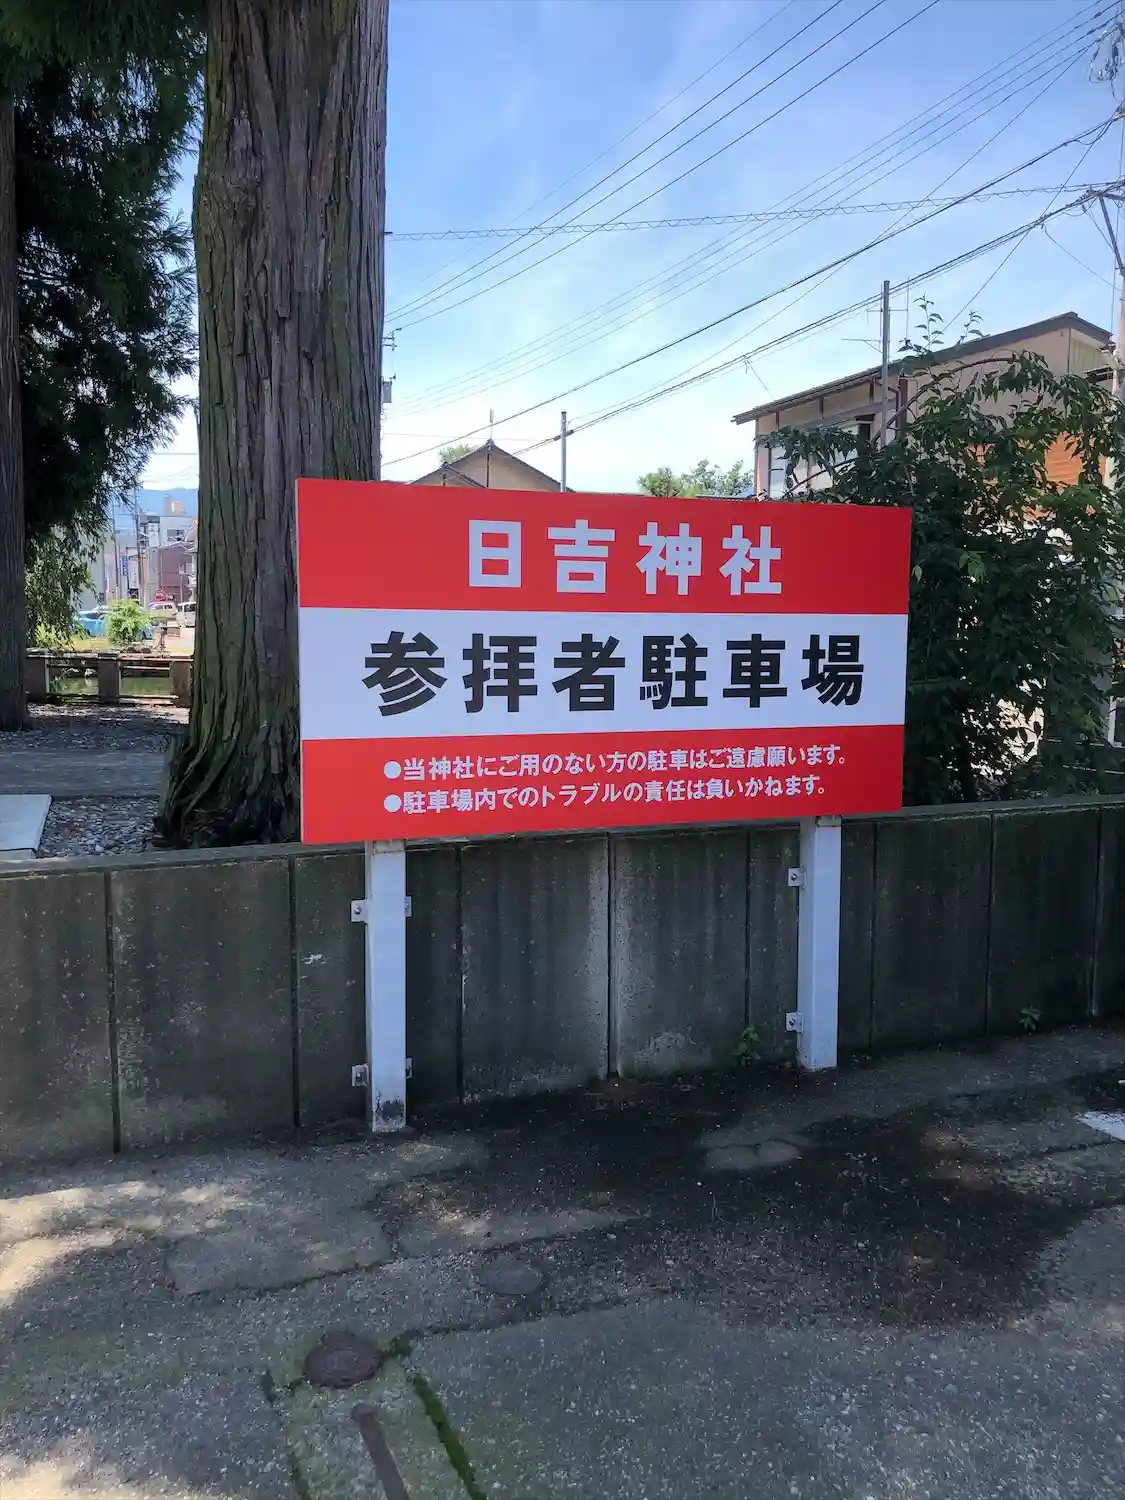 日吉神社
参拝者駐車場
●当神社にご用のない方の駐車はご遠慮願います。
●駐車場内でのトラブルの責任は負いかねます。